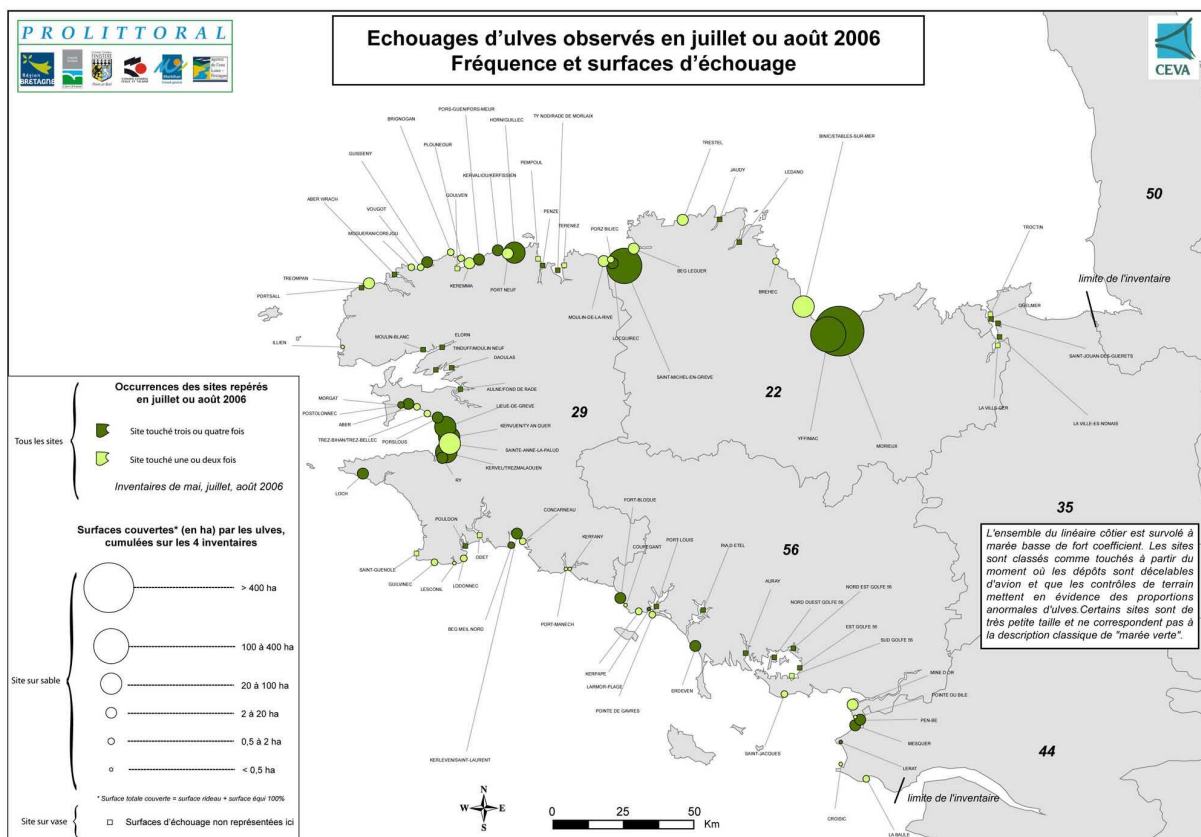 PROLITTORAL
Région
BRETAGNE
FINISTÈRE
Morbihan
Echouages d'ulves observés en juillet ou août 2006
Fréquence et surfaces d'échouage
CEVA
PORS-GUEN/PORS-MEUR
HORN/GUILLEC
TY NOD/RADE DE MORLAIX
BINIC/ETABLES-SUR-MER
BRIGNOGAN
PLOUNEOUR
KERVALIOU/KERFISSIEN
PEMPOUL
TRESTEL
GUISSENY
GOULVEN
JAUDY
LEDANO
PENZE
TERENEZ
PORZ BILIEC
ABER WRACH
VOUGOT
MOGUERAN/COREJOU
50
TROCTIN
limite de l'inventaire
TREOMPAN
PORTSALL
KEREMMA
PORT NEUF
BEG LEGUER
BREHEC
QUELMER
MOULIN-DE-LA-RIVE
LOCQUIREC
SAINT-JOUAN-DES-GUERETS
ILLIEN
MOULIN-BLANC
ELORN
TINDUFF/MOULIN NEUF
DAOULAS
SAINT-MICHEL-EN-GREVE
22
AULNE/FOND DE RADE
LA VILLE-GER
LA VILLE-ES-NONAIS
29
MORGAT
POSTOLONNEC
ABER
LIEUE-DE-GREVE
TREZ-BIHAN/TREZ-BELLEC
PORSLOUS
KERVIJEN/TY AN QUER
SAINTE-ANNE-LA-PALUD
KERVEL/TREZMALAOUEN
RY
YFFINIAC
MORIEUX
LOCH
FORT-BLOQUE
35
POULDON
CONCARNEAU
COUREGANT
PORT LOUIS
RIA D ETEL
56
ODET
KERFANY
SAINT-GUENOLE
AURAY
NORD EST GOLFE 56
GUILVINEC
LESCONIL
LODONNEC
NORD OUEST GOLFE 56
EST GOLFE 56
SUD GOLFE 56
BEG MEIL NORD
PORT-MANECH
KERPAPE
LARMOR-PLAGE
POINTE DE GAVRES
ERDEVEN
MINE D'OR
POINTE DU BILE
PEN-BE
MESQUER
KERLEVEN/SAINT-LAURENT
SAINT-JACQUES
44
LERAT
limite de l'inventaire
CROISIC
LA BAULE
L'ensemble du linéaire côtier est survolé à
marée basse de fort coefficient. Les sites
sont classés comme touchés à partir du
moment où les dépôts sont décelables
d'avion et que les contrôles de terrain
mettent en évidence des proportions
anormales d'ulves.Certains sites sont de
très petite taille et ne correspondent pas à
la description classique de "marée verte".
Occurrences des sites repérés
en juillet ou août 2006
Tous les sites
Site touché trois ou quatre fois
Site touché une ou deux fois
Inventaires de mai, juillet, août 2006
Surfaces couvertes* (en ha) par les ulves,
cumulées sur les 4 inventaires
> 400 ha
100 à 400 ha
Site sur sable
20 à 100 ha
2 à 20 ha
0,5 à 2 ha
< 0,5 ha
* Surface totale couverte = surface rideau + surface équi 100%
Site sur vase
Surfaces d'échouage non représentées ici
N
W
E
S
0 25 50
Km